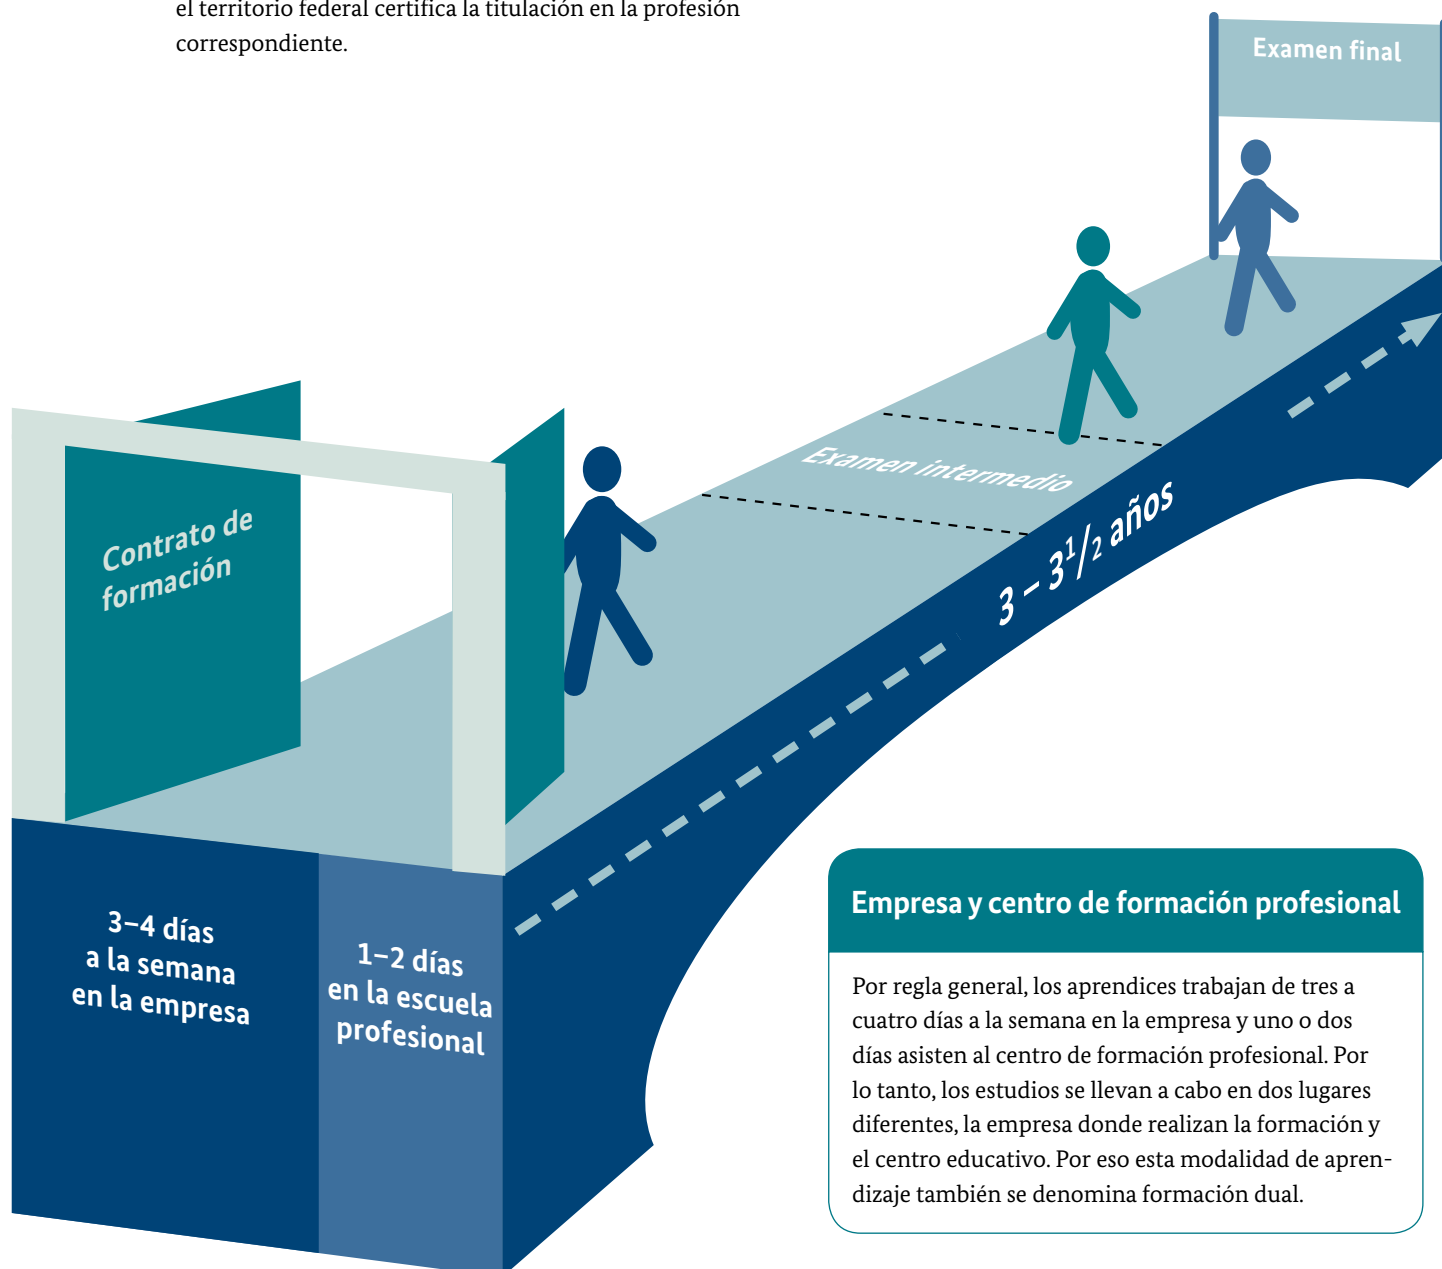 el territorio federal certifica la titulación en la profesión
correspondiente.
Examen final
Contrato de
formación
Examen intermedio
3 – 3 1/2 años
3–4 días
a la semana
en la empresa
1–2 días
en la escuela
profesional
Empresa y centro de formación profesional
Por regla general, los aprendices trabajan de tres a
cuatro días a la semana en la empresa y uno o dos
días asisten al centro de formación profesional. Por
lo tanto, los estudios se llevan a cabo en dos lugares
diferentes, la empresa donde realizan la formación y
el centro educativo. Por eso esta modalidad de apren-
dizaje también se denomina formación dual.